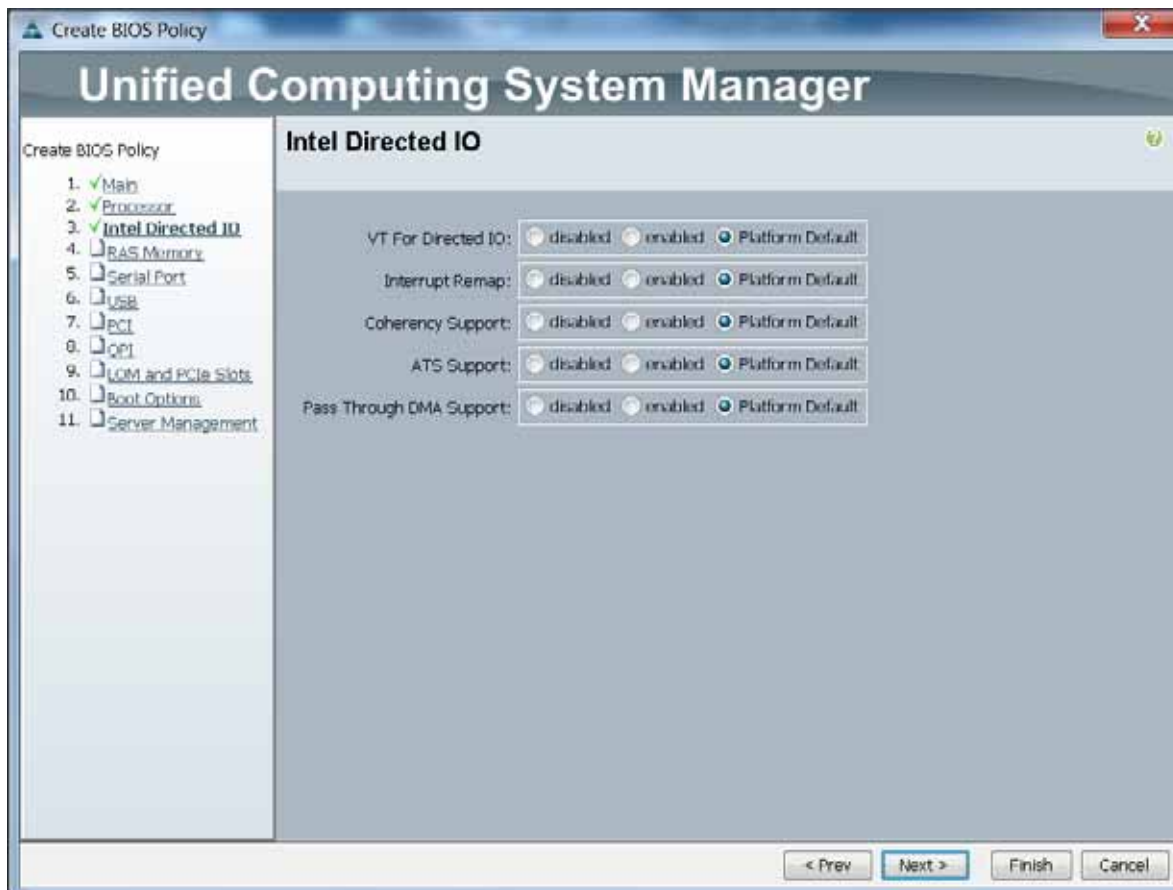 Create BIOS Policy
Unified Computing System Manager
Create BIOS Policy
1. Main
2. Processor
3. Intel Directed IO
4. RAS Memory
5. Serial Port
6. USB
7. PCI
8. QPI
9. LOM and PCIe Slots
10. Boot Options
11. Server Management
Intel Directed IO
VT For Directed IO: disabled enabled Platform Default
Interrupt Remap: disabled enabled Platform Default
Coherency Support: disabled enabled Platform Default
ATS Support: disabled enabled Platform Default
Pass Through DMA Support: disabled enabled Platform Default
< Prev Next > Finish Cancel